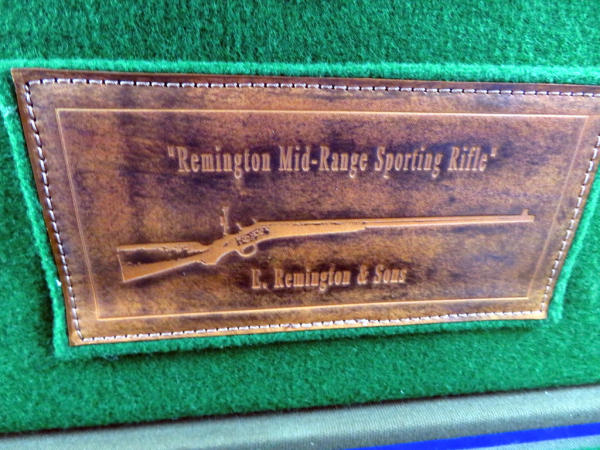 "Remington Mid-Range Sporting Rifle"
E. Remington & Sons